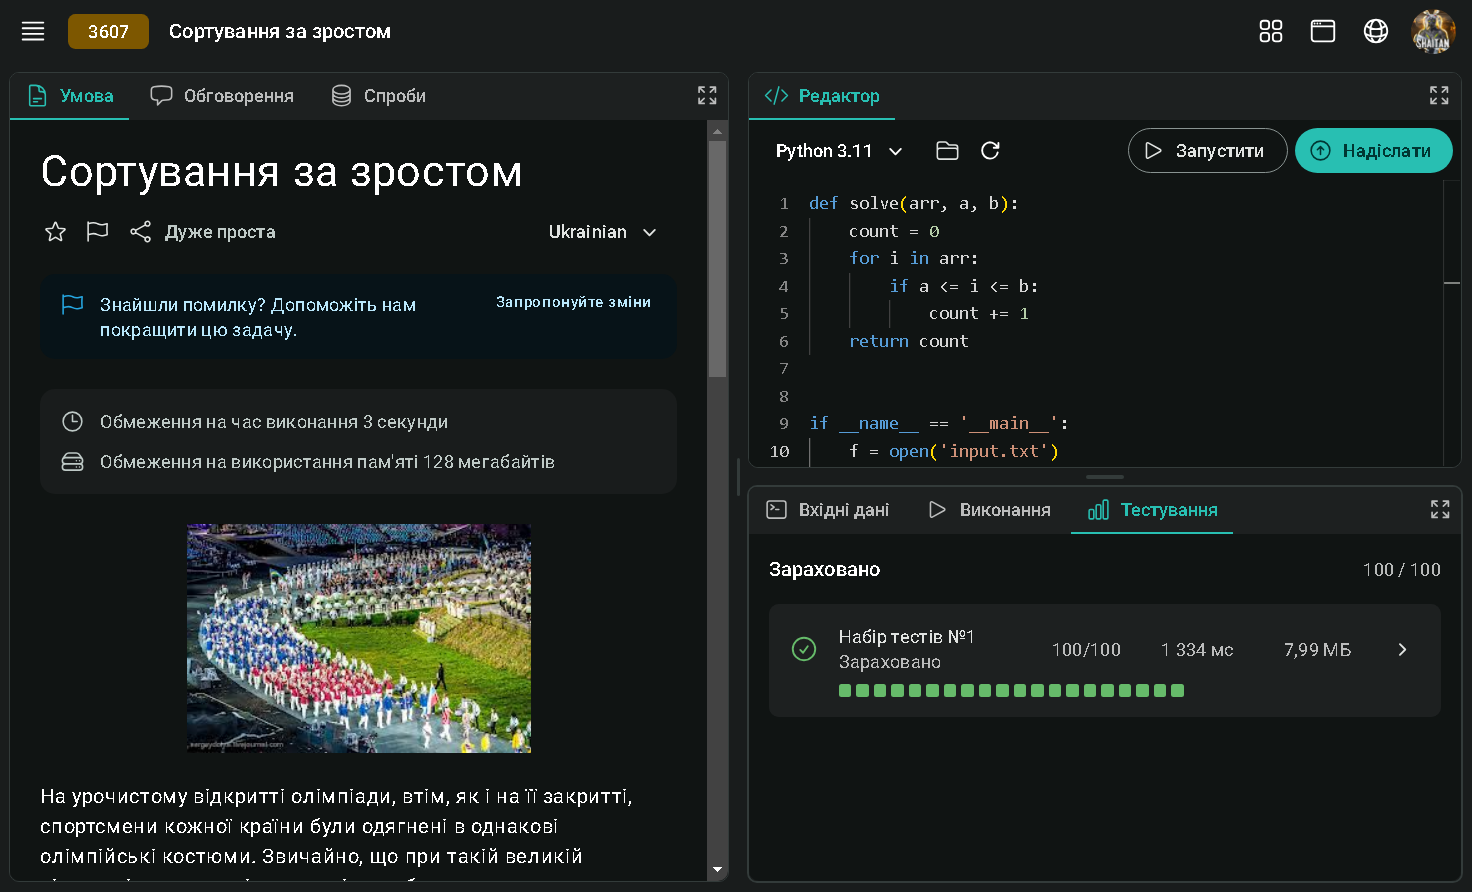 3607
Сортування за зростом
SHAITAN
Умова
Обговорення
Спроби
Сортування за зростом
Дуже проста
Ukrainian
Знайшли помилку? Допоможіть нам
покращити цю задачу.
Запропонуйте зміни
Обмеження на час виконання 3 секунди
Обмеження на використання пам'яті 128 мегабайтів
На урочистому відкритті олімпіади, втім, як і на її закритті,
спортсмени кожної країни були одягнені в однакові
олімпійські костюми. Звичайно, що при такій великій
Редактор
Python 3.11
Запустити
Надіслати
1 def solve(arr, a, b):
2 count = 0
3 for i in arr:
4 if a <= i <= b:
5 count += 1
6 return count
7
8
9 if __name__ == '__main__':
10 f = open('input.txt')
Вхідні дані
Виконання
Тестування
Зараховано
100 / 100
Набір тестів №1
Зараховано
100/100
1 334 мс
7,99 МБ